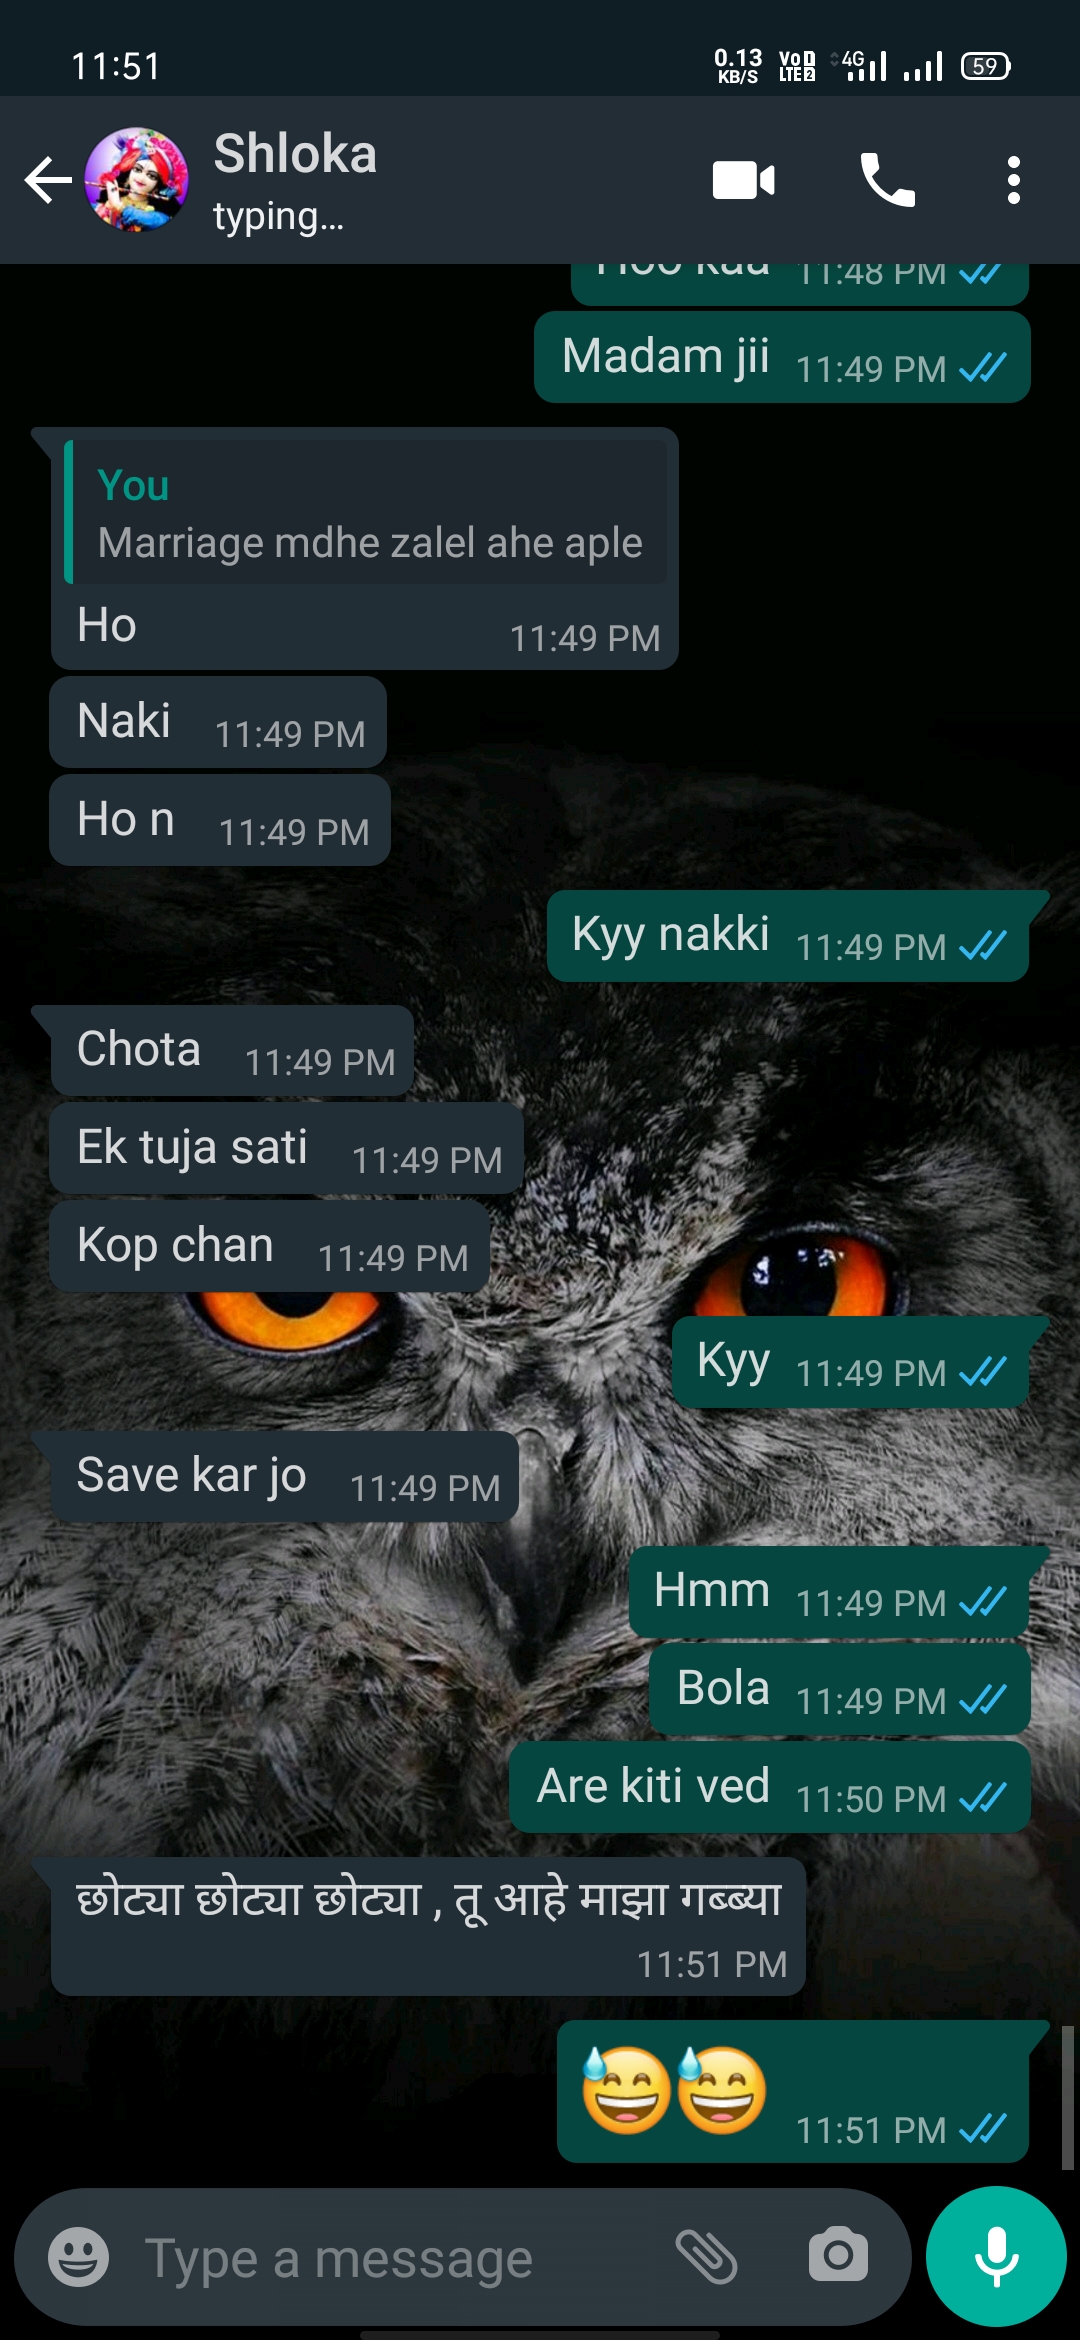 11:51
0.13 KB/S VoLTE 1 2 4G 59
Shloka
typing...
Hoo kaa 11:48 PM
Madam jii 11:49 PM
You
Marriage mdhe zalel ahe aple
Ho 11:49 PM
Naki 11:49 PM
Ho n 11:49 PM
Kyy nakki 11:49 PM
Chota 11:49 PM
Ek tuja sati 11:49 PM
Kop chan 11:49 PM
Kyy 11:49 PM
Save kar jo 11:49 PM
Hmm 11:49 PM
Bola 11:49 PM
Are kiti ved 11:50 PM
छोट्या छोट्या छोट्या , तू आहे माझा गब्ब्या
11:51 PM
😅😅 11:51 PM
Type a message